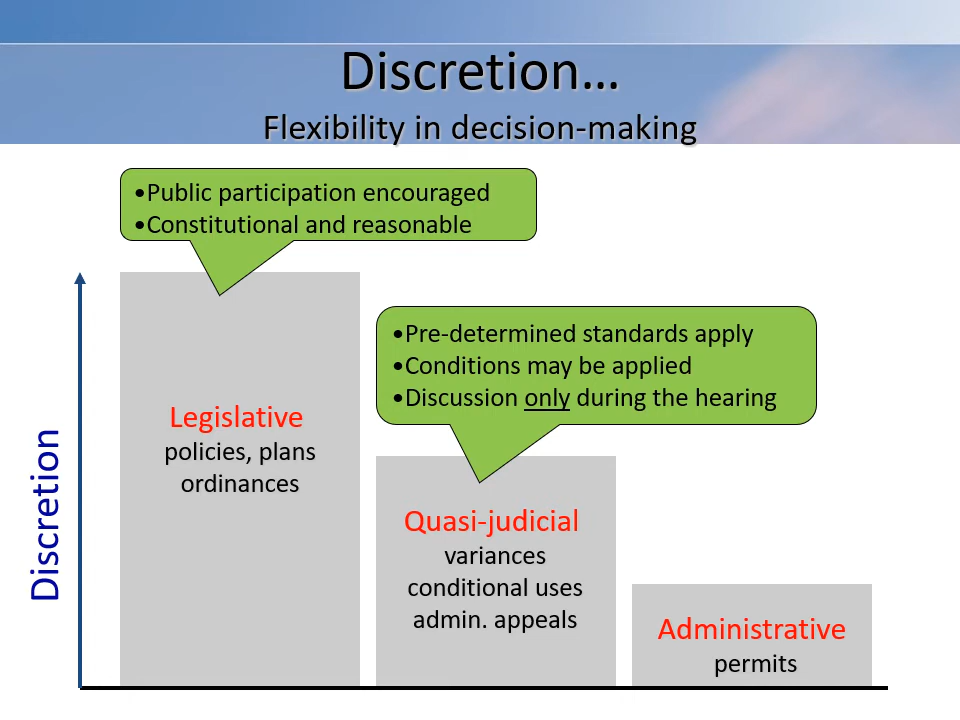 Discretion…
Flexibility in decision-making
•Public participation encouraged
•Constitutional and reasonable
•Pre-determined standards apply
•Conditions may be applied
•Discussion only during the hearing
Discretion
Legislative
policies, plans
ordinances
Quasi-judicial
variances
conditional uses
admin. appeals
Administrative
permits